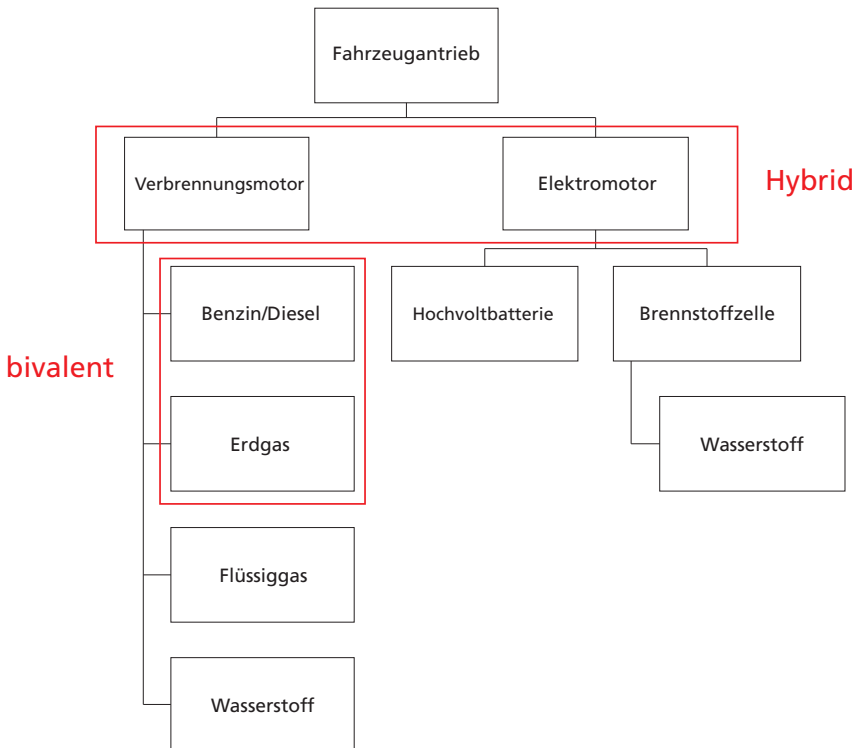 Fahrzeugantrieb
Verbrennungsmotor
Elektromotor
Hybrid
Benzin/Diesel
Hochvoltbatterie
Brennstoffzelle
bivalent
Erdgas
Wasserstoff
Flüssiggas
Wasserstoff